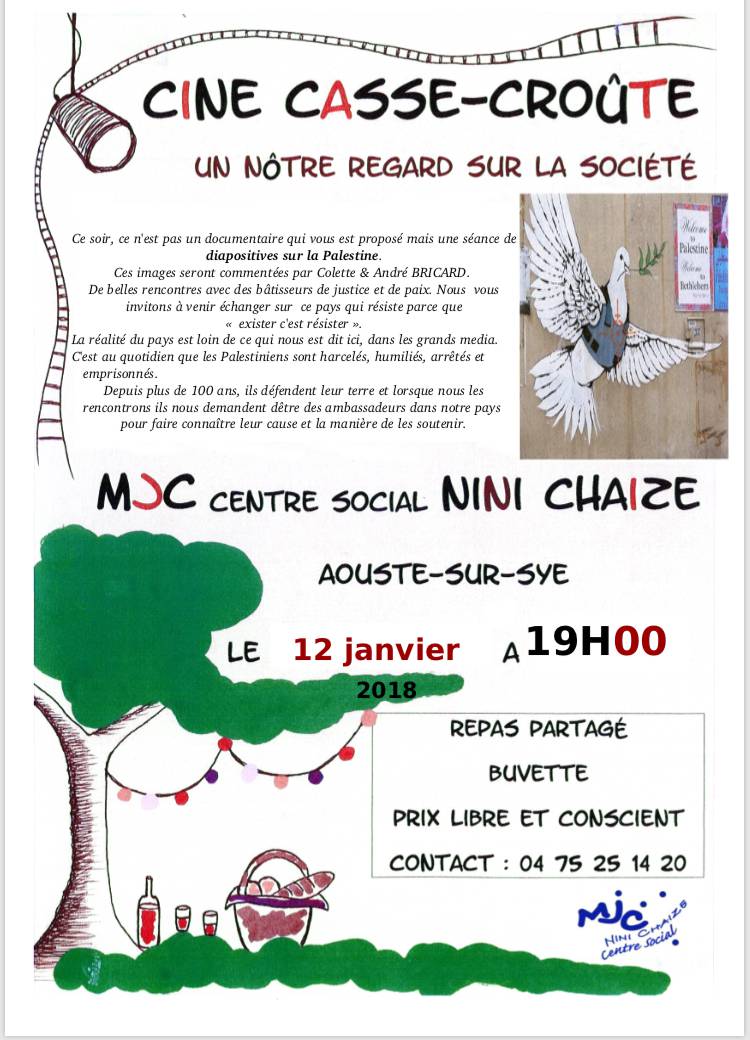 CINE CASSE-CROÛTE
UN NÔTRE REGARD SUR LA SOCIÉTÉ
Ce soir, ce n'est pas un documentaire qui vous est proposé mais une séance de
diapositives sur la Palestine.
Ces images seront commentées par Colette & André BRICARD.
De belles rencontres avec des bâtisseurs de justice et de paix. Nous vous
invitons à venir échanger sur ce pays qui résiste parce que
« exister c'est résister ».
La réalité du pays est loin de ce qui nous est dit ici, dans les grands media.
C'est au quotidien que les Palestiniens sont harcelés, humiliés, arrêtés et
emprisonnés.
Depuis plus de 100 ans, ils défendent leur terre et lorsque nous les
rencontrons ils nous demandent dêtre des ambassadeurs dans notre pays
pour faire connaître leur cause et la manière de les soutenir.
Welcome
to
Palestine
Welcome
to
Bethlehem
MJC CENTRE SOCIAL NINI CHAIZE
AOUSTE-SUR-SYE
LE 12 janvier A 19H00
2018
REPAS PARTAGÉ
BUVETTE
PRIX LIBRE ET CONSCIENT
CONTACT : 04 75 25 14 20
MJC
NINI CHAIZE
centre social